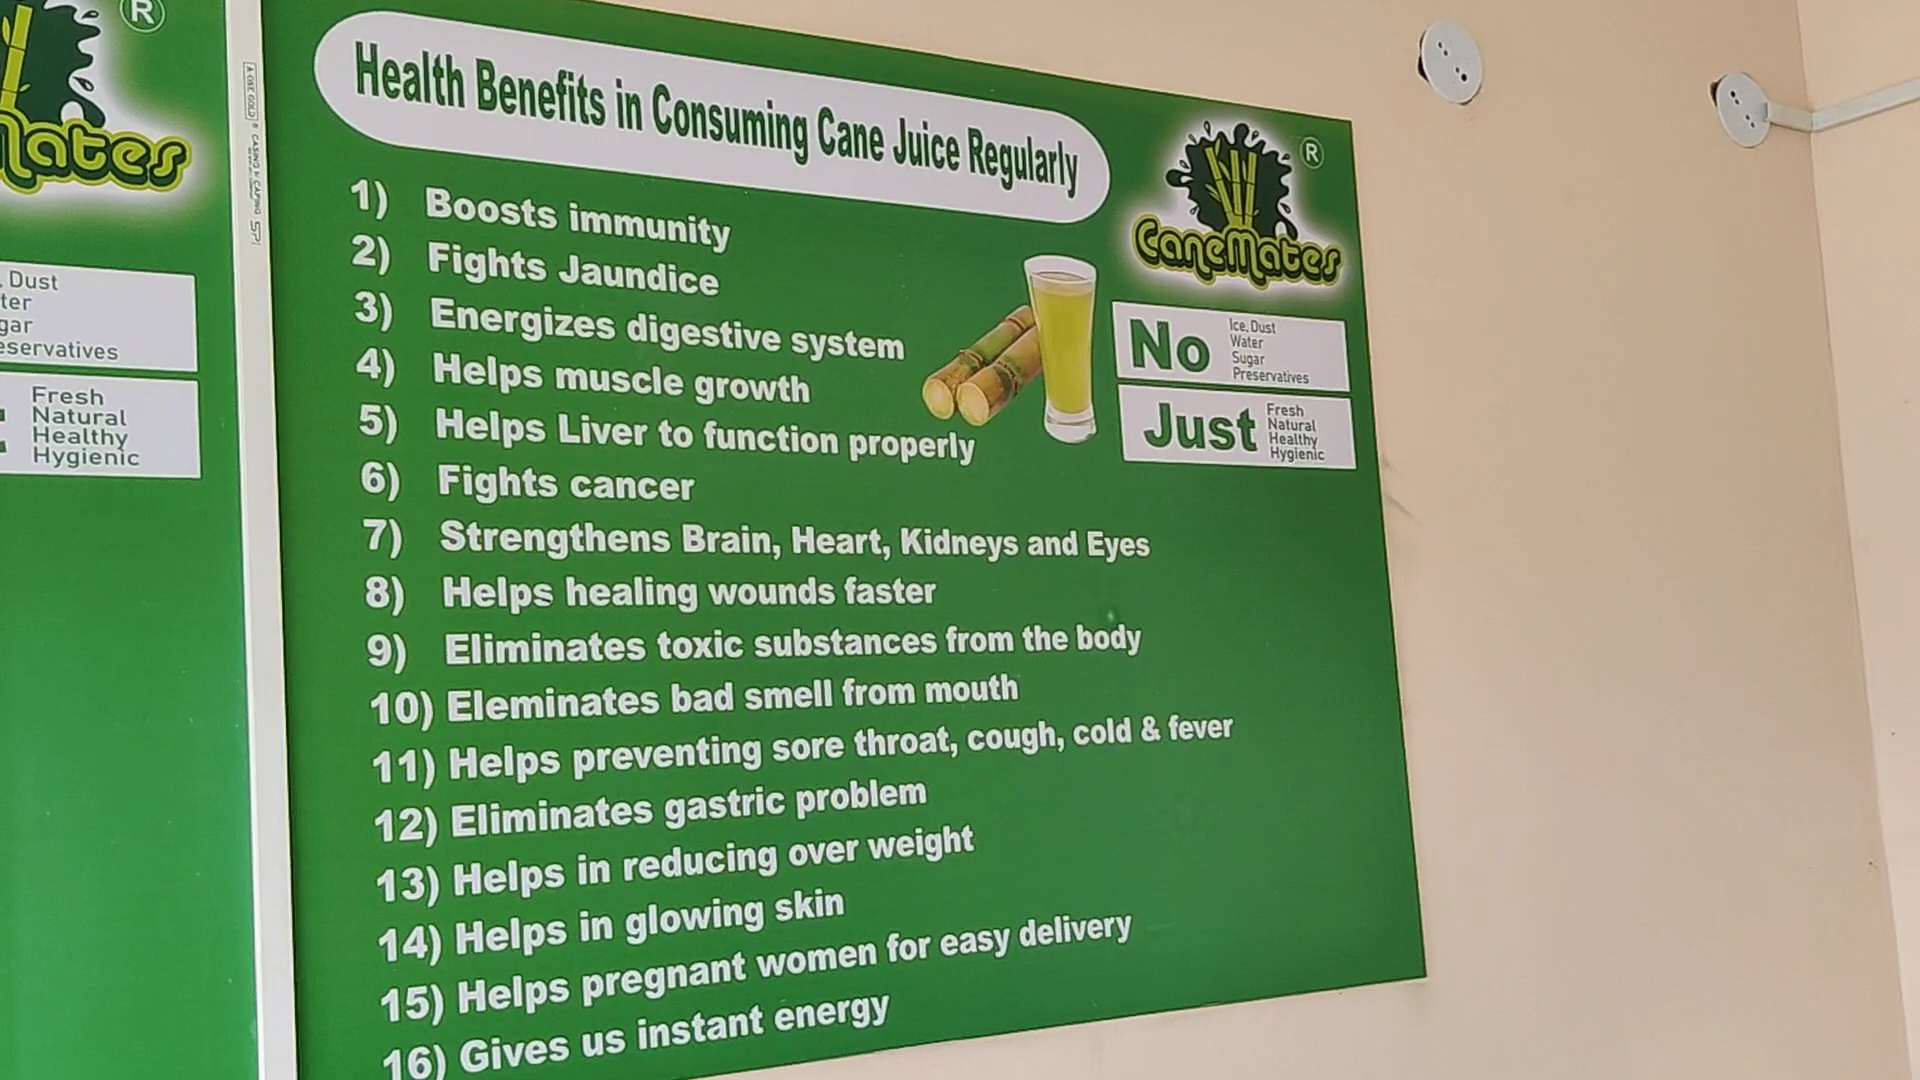 ®
Mates
, Dust
ter
gar
eservatives
Fresh
Natural
Healthy
Hygienic
Health Benefits in Consuming Cane Juice Regularly
1) Boosts immunity
2) Fights Jaundice
3) Energizes digestive system
4) Helps muscle growth
5) Helps Liver to function properly
6) Fights cancer
7) Strengthens Brain, Heart, Kidneys and Eyes
8) Helps healing wounds faster
9) Eliminates toxic substances from the body
10) Eleminates bad smell from mouth
11) Helps preventing sore throat, cough, cold & fever
12) Eliminates gastric problem
13) Helps in reducing over weight
14) Helps in glowing skin
15) Helps pregnant women for easy delivery
16) Gives us instant energy
®
CaneMates
No
Ice, Dust
Water
Sugar
Preservatives
Just
Fresh
Natural
Healthy
Hygienic